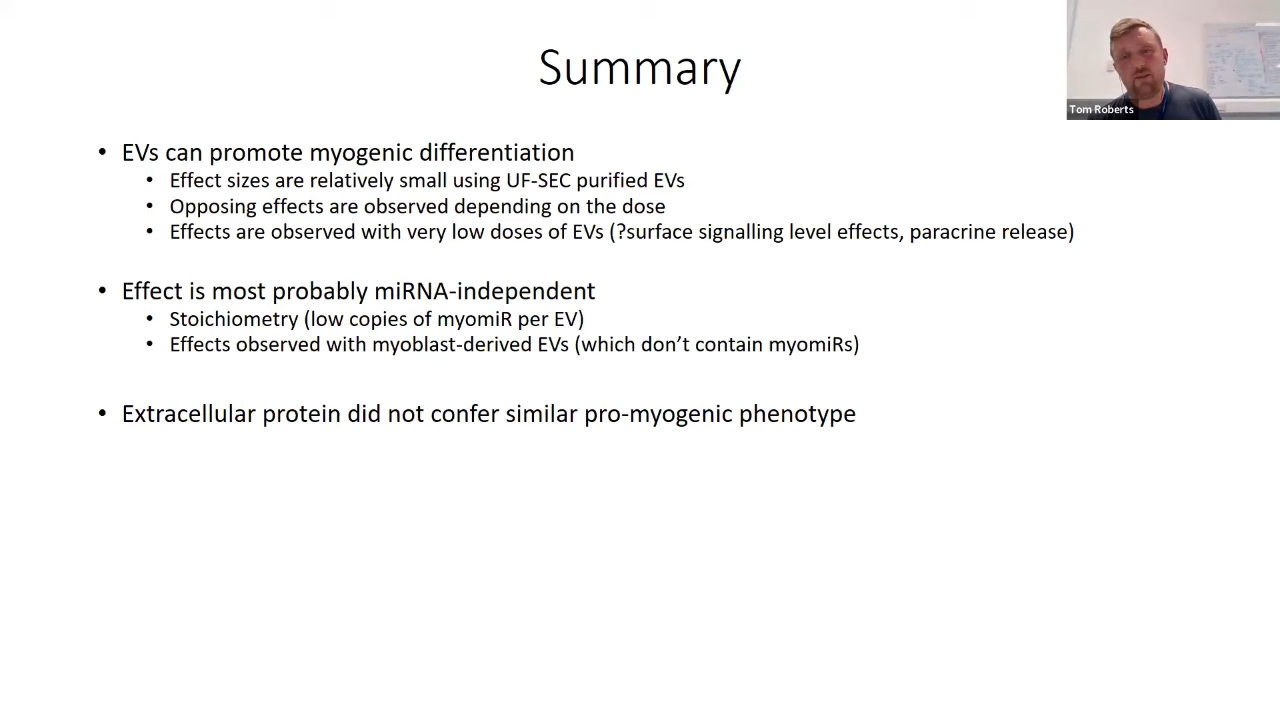 Summary
Tom Roberts
• EVs can promote myogenic differentiation
• Effect sizes are relatively small using UF-SEC purified EVs
• Opposing effects are observed depending on the dose
• Effects are observed with very low doses of EVs (?surface signalling level effects, paracrine release)
• Effect is most probably miRNA-independent
• Stoichiometry (low copies of myomiR per EV)
• Effects observed with myoblast-derived EVs (which don’t contain myomiRs)
• Extracellular protein did not confer similar pro-myogenic phenotype